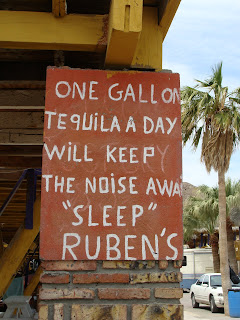 ONE GALLON
TEQUILA A DAY
WILL KEEP
THE NOISE AWA
"SLEEP"
RUBEN'S